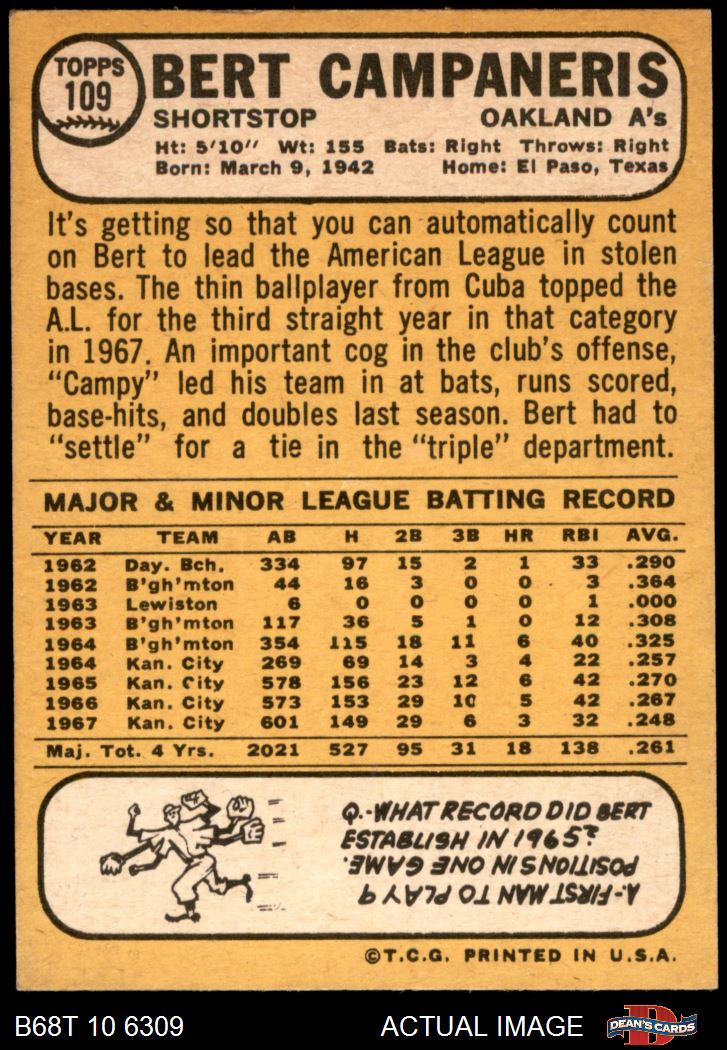 TOPPS
109
BERT CAMPANERIS
SHORTSTOP OAKLAND A's
Ht: 5'10" Wt: 155 Bats: Right Throws: Right
Born: March 9, 1942 Home: El Paso, Texas
It's getting so that you can automatically count
on Bert to lead the American League in stolen
bases. The thin ballplayer from Cuba topped the
A.L. for the third straight year in that category
in 1967. An important cog in the club's offense,
"Campy" led his team in at bats, runs scored,
base-hits, and doubles last season. Bert had to
"settle" for a tie in the "triple" department.
MAJOR & MINOR LEAGUE BATTING RECORD
YEAR TEAM AB H 2B 3B HR RBI AVG.
1962 Day. Bch. 334 97 15 2 1 33 .290
1962 B'gh'mton 44 16 3 0 0 3 .364
1963 Lewiston 6 0 0 0 0 1 .000
1963 B'gh'mton 117 36 5 1 0 12 .308
1964 B'gh'mton 354 115 18 11 6 40 .325
1964 Kan. City 269 69 14 3 4 22 .257
1965 Kan. City 578 156 23 12 6 42 .270
1966 Kan. City 573 153 29 10 5 42 .267
1967 Kan. City 601 149 29 6 3 32 .248
Maj. Tot. 4 Yrs. 2021 527 95 31 18 138 .261
Q.-WHAT RECORD DID BERT
ESTABLISH IN 1965?
A.-FIRST MAN TO PLAY 9
POSITIONS IN ONE GAME.
©T.C.G. PRINTED IN U.S.A.
B68T 10 6309 ACTUAL IMAGE DEAN'S CARDS